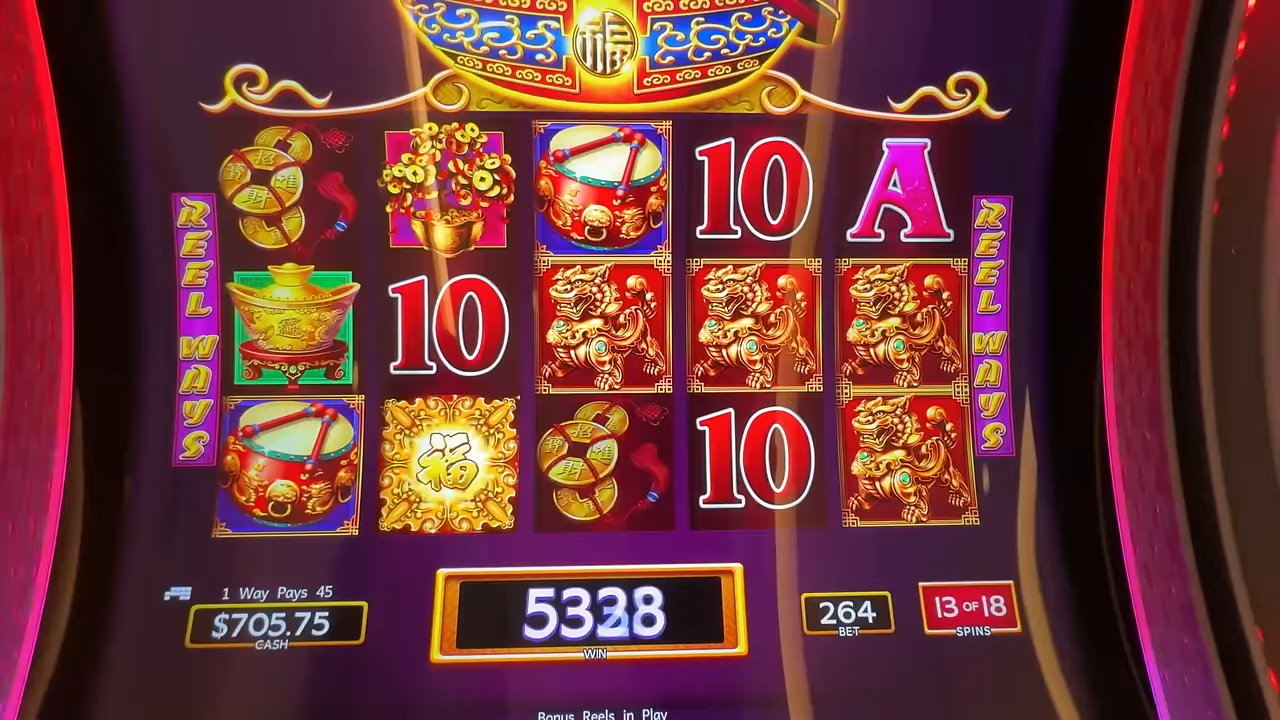 福
10
A
10
福
10
REEL WAYS
REEL WAYS
1 Way Pays 45
$705.75
CASH
WIN
264
BET
13 OF 18
SPINS
Bonus Reels in Play